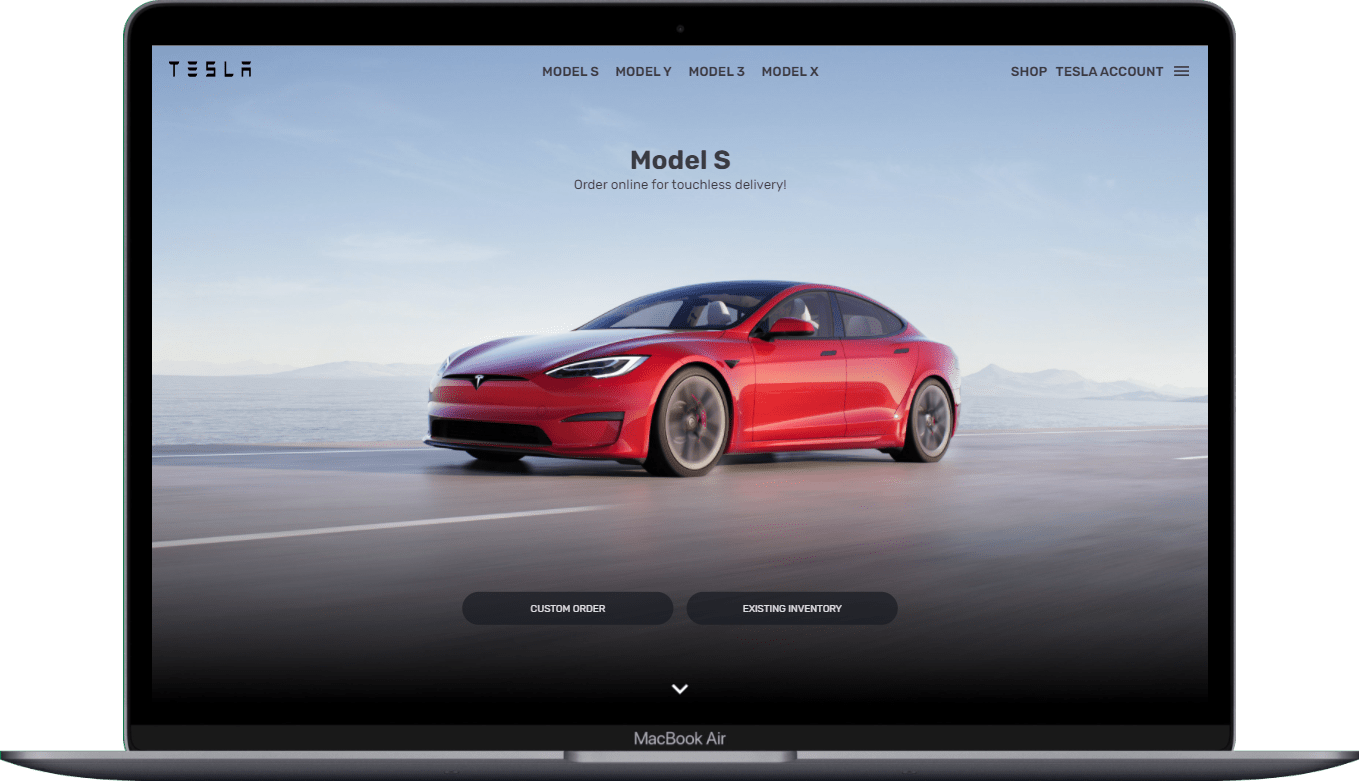 TESLA
MODEL S MODEL Y MODEL 3 MODEL X
SHOP TESLA ACCOUNT
Model S
Order online for touchless delivery!
CUSTOM ORDER
EXISTING INVENTORY
MacBook Air